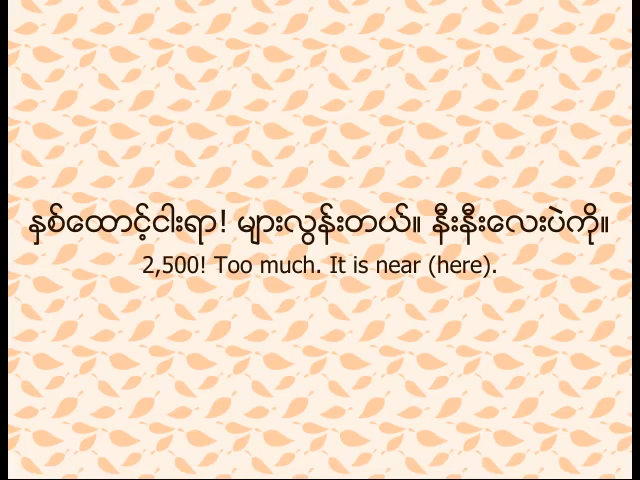 နှစ်ထောင့်ငါးရာ! များလွန်းတယ်။ နီးနီးလေးပဲကို။
2,500! Too much. It is near (here).